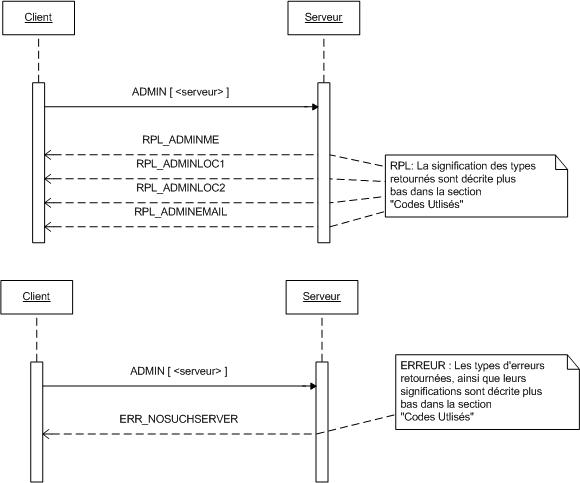 Client
Serveur
ADMIN [ <serveur> ]
RPL_ADMINME
RPL_ADMINLOC1
RPL_ADMINLOC2
RPL_ADMINEMAIL
RPL: La signification des types
retournés sont décrite plus
bas dans la section
"Codes Utlisés"
Client
Serveur
ADMIN [ <serveur> ]
ERR_NOSUCHSERVER
ERREUR : Les types d'erreurs
retournées, ainsi que leurs
significations sont décrite plus
bas dans la section
"Codes Utlisés"